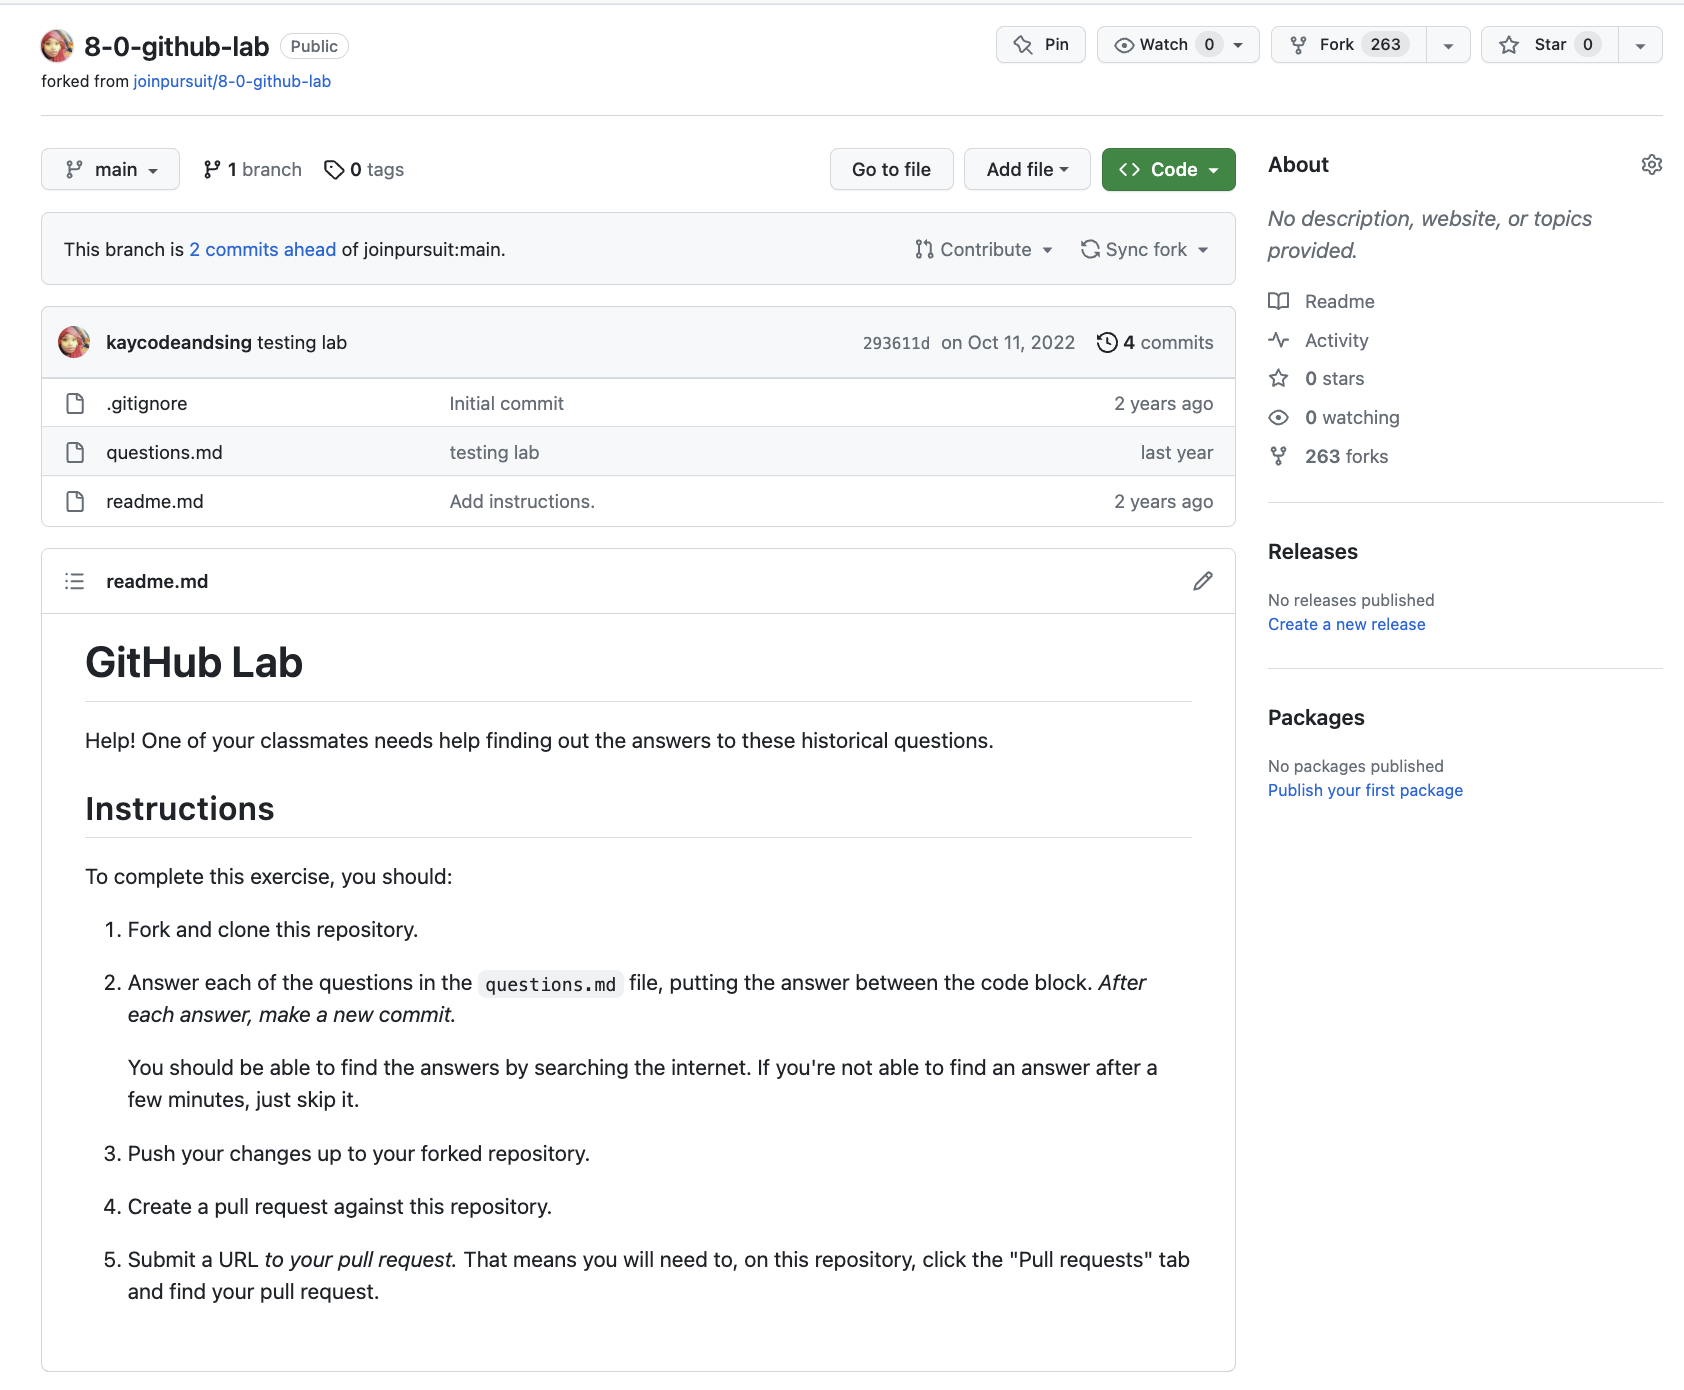 8-0-github-lab Public
Pin
Watch 0
Fork 263
Star 0
forked from joinpursuit/8-0-github-lab
main
1 branch
0 tags
Go to file
Add file
Code
This branch is 2 commits ahead of joinpursuit:main.
Contribute
Sync fork
kaycodeandsing testing lab
293611d on Oct 11, 2022
4 commits
.gitignore Initial commit 2 years ago
questions.md testing lab last year
readme.md Add instructions. 2 years ago
readme.md
GitHub Lab
Help! One of your classmates needs help finding out the answers to these historical questions.
Instructions
To complete this exercise, you should:
1. Fork and clone this repository.
2. Answer each of the questions in the questions.md file, putting the answer between the code block. After
each answer, make a new commit.
You should be able to find the answers by searching the internet. If you're not able to find an answer after a
few minutes, just skip it.
3. Push your changes up to your forked repository.
4. Create a pull request against this repository.
5. Submit a URL to your pull request. That means you will need to, on this repository, click the "Pull requests" tab
and find your pull request.
About
No description, website, or topics
provided.
Readme
Activity
0 stars
0 watching
263 forks
Releases
No releases published
Create a new release
Packages
No packages published
Publish your first package